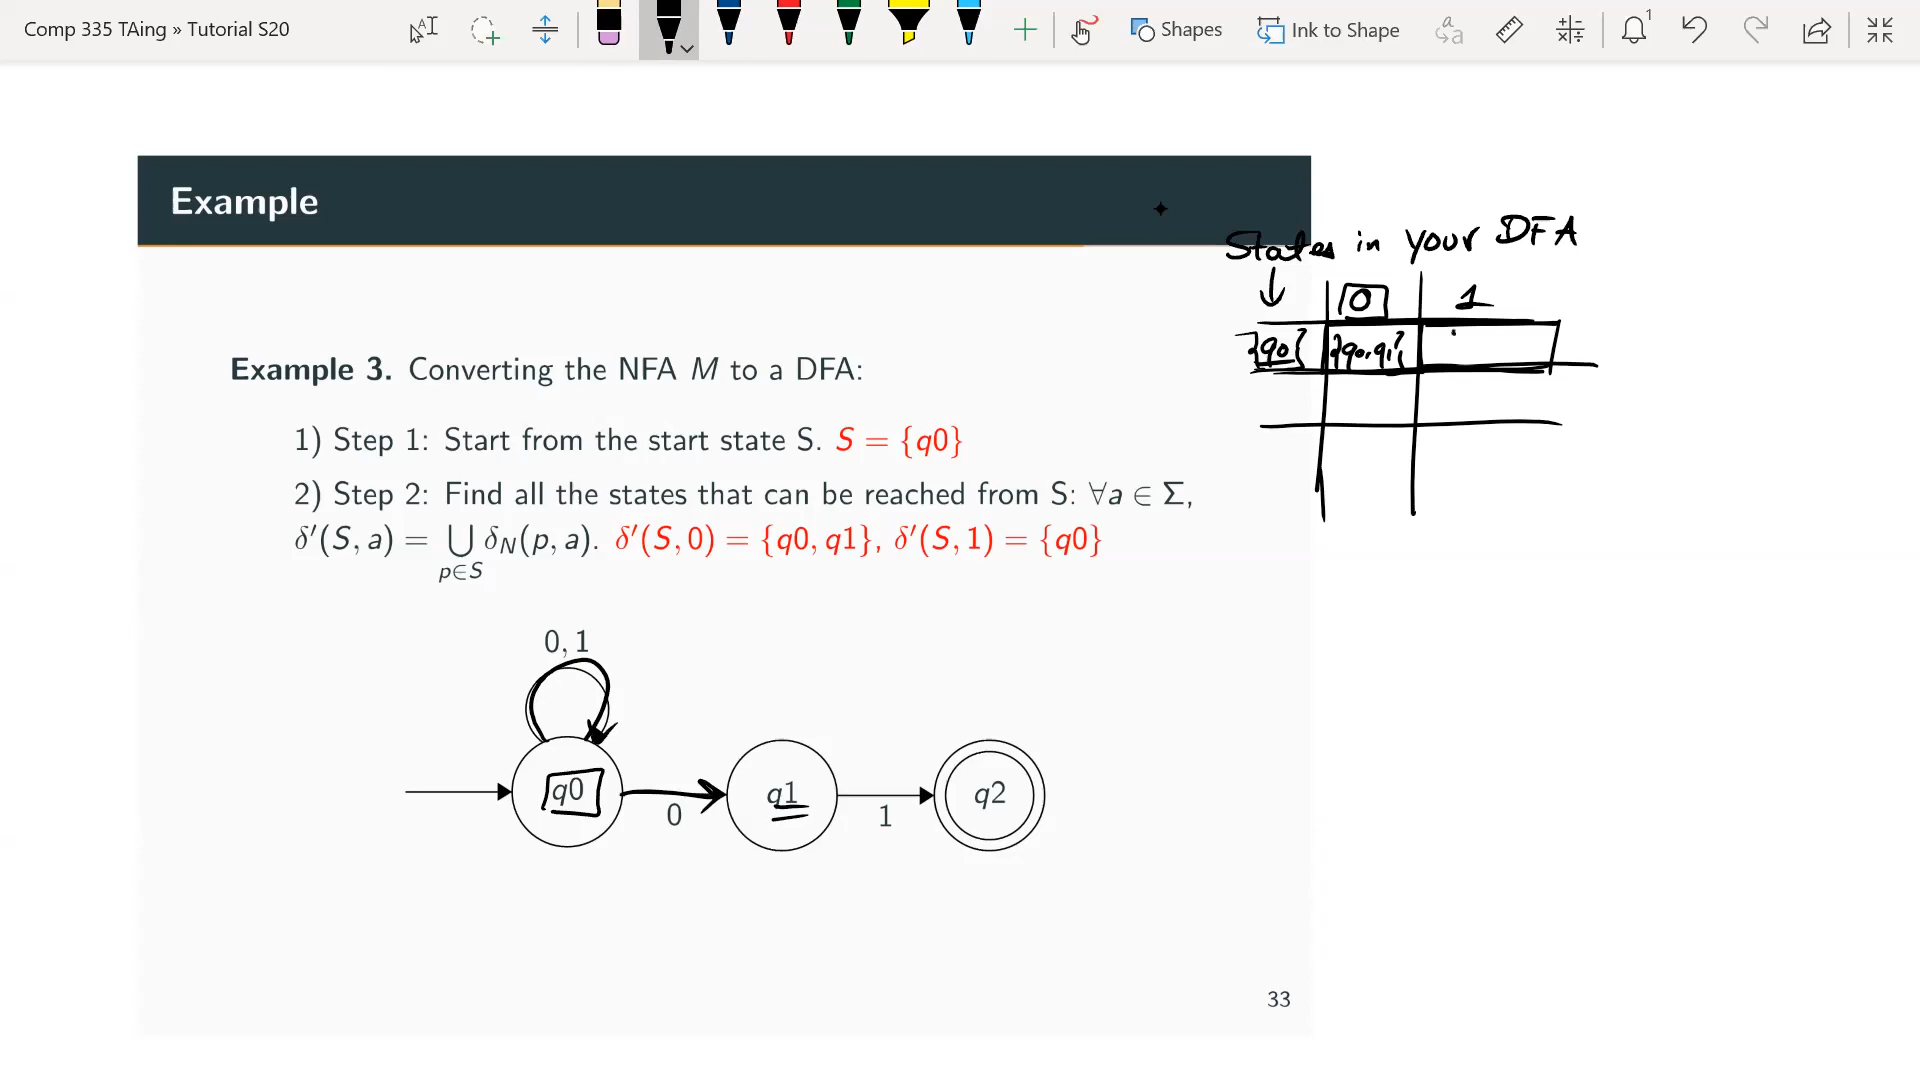 Comp 335 TAing » Tutorial S20
Shapes
Ink to Shape
1
Example
States in your DFA
0 1
{q0} {q0,q1}
Example 3. Converting the NFA M to a DFA:
1) Step 1: Start from the start state S. S = {q0}
2) Step 2: Find all the states that can be reached from S: ∀a ∈ Σ,
δ′(S, a) = ⋃ δN(p, a). δ′(S, 0) = {q0, q1}, δ′(S, 1) = {q0}
p∈S
0, 1
q0 q1 q2
0 1
33